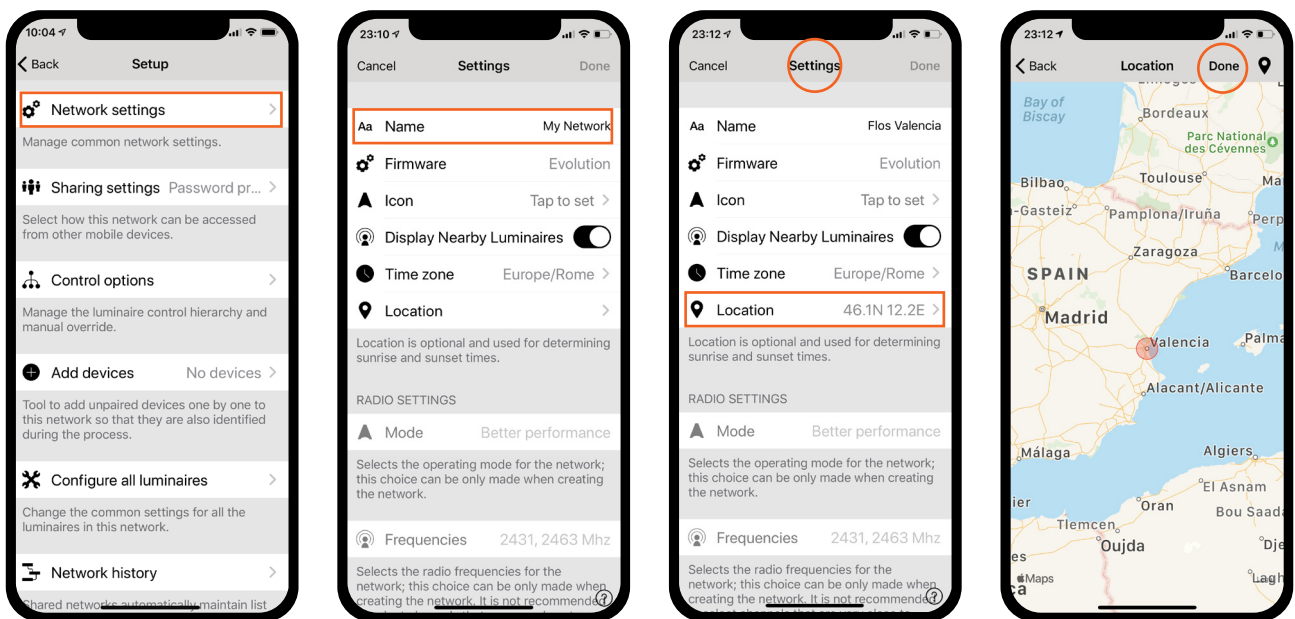 10:04
Back Setup
Network settings
Manage common network settings.
Sharing settings Password pr...
Select how this network can be accessed
from other mobile devices.
Control options
Manage the luminaire control hierarchy and
manual override.
Add devices No devices
Tool to add unpaired devices one by one to
this network so that they are also identified
during the process.
Configure all luminaires
Change the common settings for all the
luminaires in this network.
Network history
Shared networks automatically maintain list
23:10
Cancel Settings Done
Aa Name My Network
Firmware Evolution
Icon Tap to set
Display Nearby Luminaires
Time zone Europe/Rome
Location
Location is optional and used for determining
sunrise and sunset times.
RADIO SETTINGS
Mode Better performance
Selects the operating mode for the network;
this choice can be only made when creating
the network.
Frequencies 2431, 2463 Mhz
Selects the radio frequencies for the
network; this choice can be only made when
creating the network. It is not recommended
?
23:12
Cancel Settings Done
Aa Name Flos Valencia
Firmware Evolution
Icon Tap to set
Display Nearby Luminaires
Time zone Europe/Rome
Location 46.1N 12.2E
Location is optional and used for determining
sunrise and sunset times.
RADIO SETTINGS
Mode Better performance
Selects the operating mode for the network;
this choice can be only made when creating
the network.
Frequencies 2431, 2463 Mhz
Selects the radio frequencies for the
network; this choice can be only made when
creating the network. It is not recommended
?
23:12
Back Location Done
Bay of
Biscay
Bordeaux
Parc National
des Cévennes
Bilbao
Toulouse
Ma
-Gasteiz
Pamplona/Iruña
Perp
Zaragoza
SPAIN
Barcelo
Madrid
Valencia
Palma
Alacant/Alicante
Málaga
Algiers
El Asnam
ier
Oran
Bou Saada
Tlemcen
Oujda
Dje
es
Maps
Lagh
ca